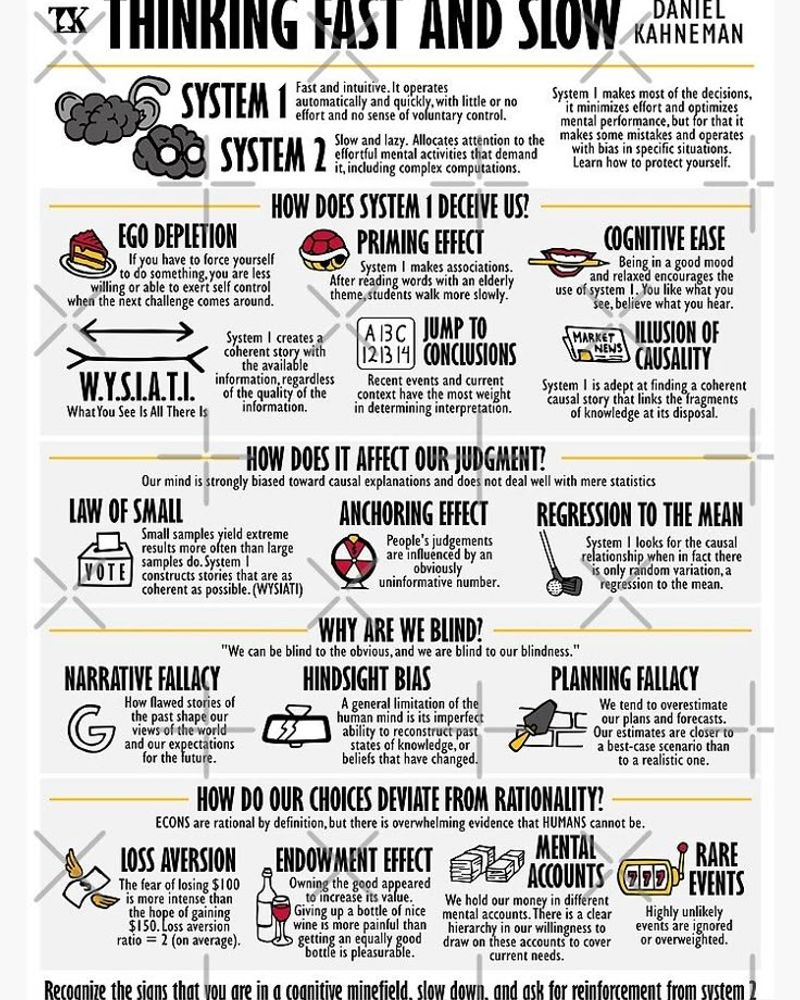 TK THINKING FAST AND SLOW
DANIEL
KAHNEMAN
SYSTEM 1
Fast and intuitive. It operates
automatically and quickly, with little or no
effort and no sense of voluntary control.
SYSTEM 2
Slow and lazy. Allocates attention to the
effortful mental activities that demand
it, including complex computations.
System 1 makes most of the decisions,
it minimizes effort and optimizes
mental performance, but for that it
makes some mistakes and operates
with bias in specific situations.
Learn how to protect yourself.
HOW DOES SYSTEM 1 DECEIVE US?
EGO DEPLETION
If you have to force yourself
to do something, you are less
willing or able to exert self control
when the next challenge comes around.
PRIMING EFFECT
System 1 makes associations.
After reading words with an elderly
theme, students walk more slowly.
COGNITIVE EASE
Being in a good mood
and relaxed encourages the
use of system 1. You like what you
see, believe what you hear.
W.Y.S.I.A.T.I.
What You See Is All There Is
System 1 creates a
coherent story with
the available
information, regardless
of the quality of the
information.
A 13 C
12 13 14
JUMP TO
CONCLUSIONS
Recent events and current
context have the most weight
in determining interpretation.
MARKET
NEWS
ILLUSION OF
CAUSALITY
System 1 is adept at finding a coherent
causal story that links the fragments
of knowledge at its disposal.
HOW DOES IT AFFECT OUR JUDGMENT?
Our mind is strongly biased toward causal explanations and does not deal well with mere statistics
LAW OF SMALL
VOTE
Small samples yield extreme
results more often than large
samples do. System 1
constructs stories that are as
coherent as possible. (WYSIATI)
ANCHORING EFFECT
People's judgements
are influenced by an
obviously
uninformative number.
REGRESSION TO THE MEAN
System 1 looks for the causal
relationship when in fact there
is only random variation, a
regression to the mean.
WHY ARE WE BLIND?
"We can be blind to the obvious, and we are blind to our blindness."
NARRATIVE FALLACY
G
How flawed stories of
the past shape our
views of the world
and our expectations
for the future.
HINDSIGHT BIAS
A general limitation of the
human mind is its imperfect
ability to reconstruct past
states of knowledge, or
beliefs that have changed.
PLANNING FALLACY
We tend to overestimate
our plans and forecasts.
Our estimates are closer to
a best-case scenario than
to a realistic one.
HOW DO OUR CHOICES DEVIATE FROM RATIONALITY?
ECONS are rational by definition, but there is overwhelming evidence that HUMANS cannot be.
LOSS AVERSION
The fear of losing $100
is more intense than
the hope of gaining
$150. Loss aversion
ratio = 2 (on average).
ENDOWMENT EFFECT
Owning the good appeared
to increase its value.
Giving up a bottle of nice
wine is more painful than
getting an equally good
bottle is pleasurable.
MENTAL
ACCOUNTS
We hold our money in different
mental accounts. There is a clear
hierarchy in our willingness to
draw on these accounts to cover
current needs.
777
RARE
EVENTS
Highly unlikely
events are ignored
or overweighted.
Recognize the signs that you are in a cognitive minefield, slow down, and ask for reinforcement from system 2